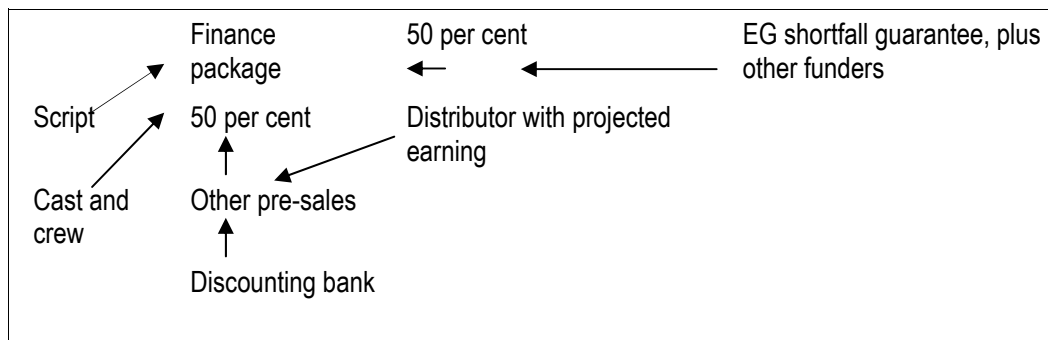 Finance 50 per cent EG shortfall guarantee, plus
package other funders
Script 50 per cent Distributor with projected
earning
Cast and Other pre-sales
crew
Discounting bank